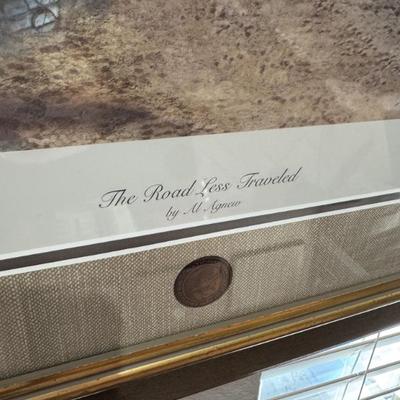 The Road Less Traveled
by Al Agnew